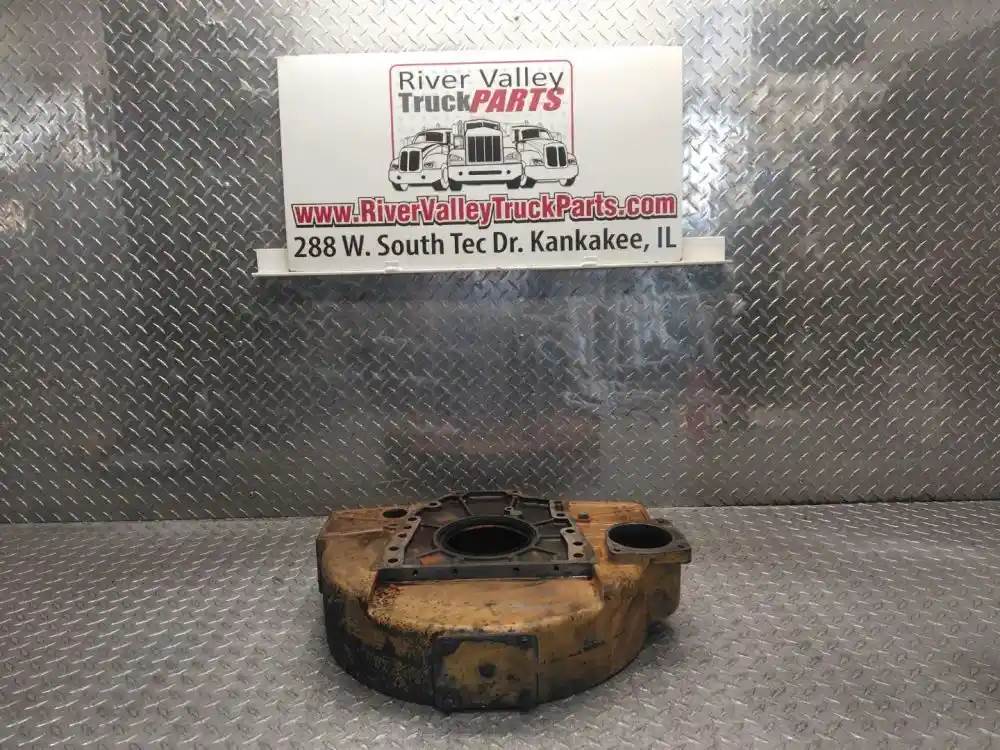 River Valley
TruckPARTS
www.RiverValleyTruckParts.com
288 W. South Tec Dr. Kankakee, IL